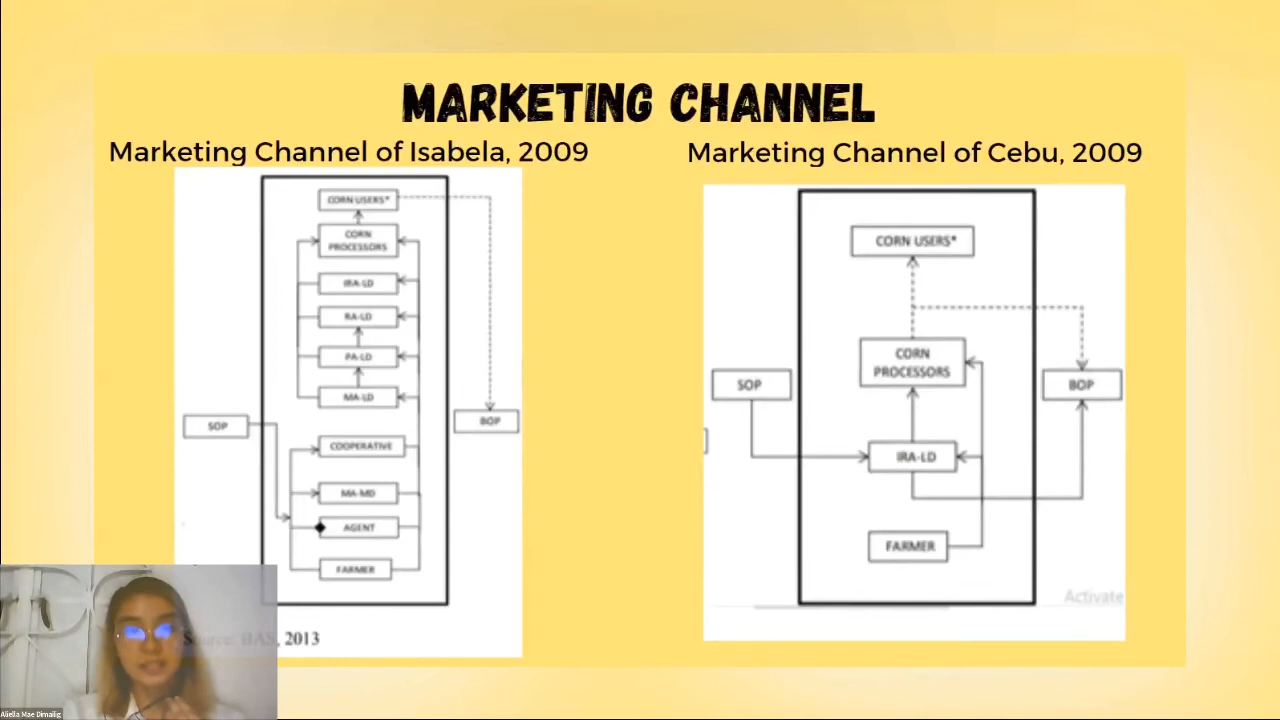 MARKETING CHANNEL
Marketing Channel of Isabela, 2009
CORN USERS*
CORN
PROCESSORS
IRA-LD
RA-LD
PA-LD
MA-LD
SOP
BOP
COOPERATIVE
MA-MD
AGENT
FARMER
Source: BAS, 2013
Marketing Channel of Cebu, 2009
CORN USERS*
CORN
PROCESSORS
SOP
BOP
IRA-LD
FARMER
Activate
Aliella Mae Dimailig